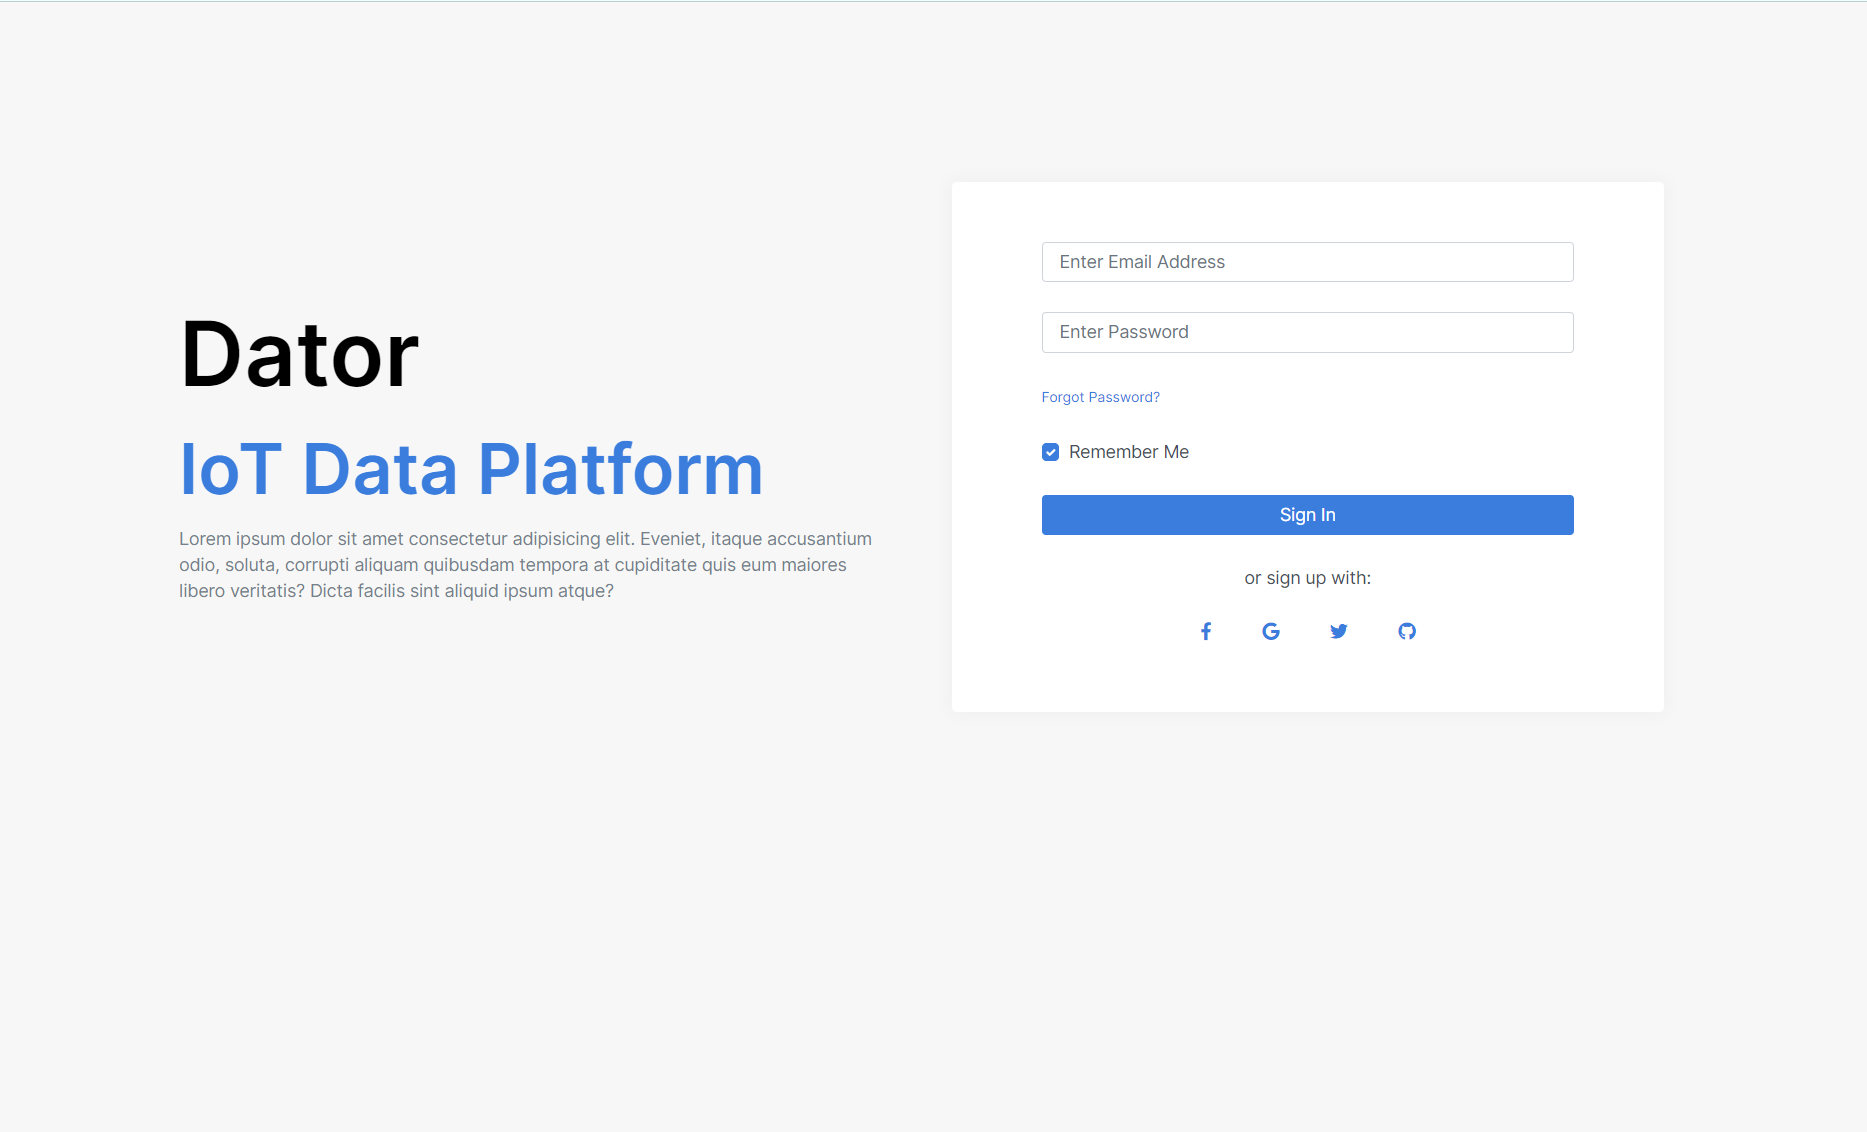 Dator
IoT Data Platform
Lorem ipsum dolor sit amet consectetur adipisicing elit. Eveniet, itaque accusantium
odio, soluta, corrupti aliquam quibusdam tempora at cupiditate quis eum maiores
libero veritatis? Dicta facilis sint aliquid ipsum atque?
Enter Email Address
Enter Password
Forgot Password?
Remember Me
Sign In
or sign up with: